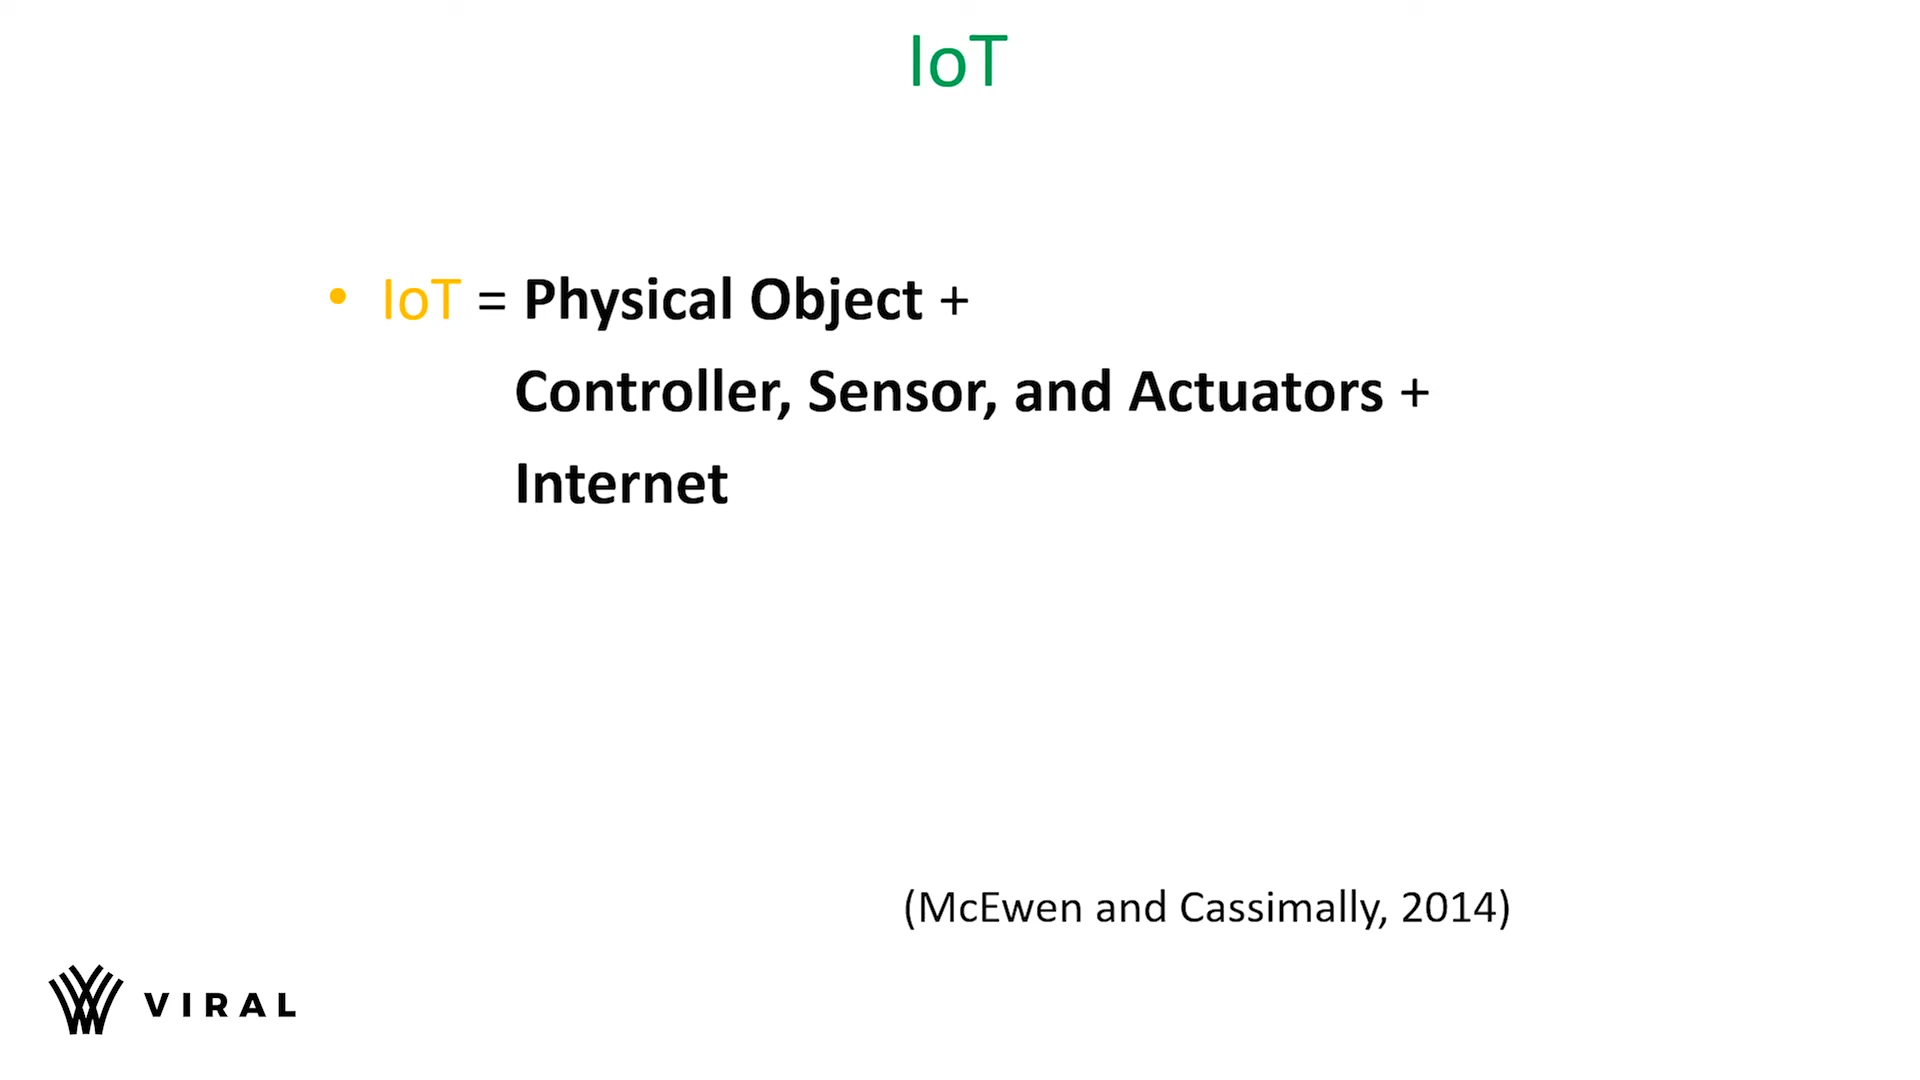 IoT
• IoT = Physical Object +
Controller, Sensor, and Actuators +
Internet
(McEwen and Cassimally, 2014)
VIRAL